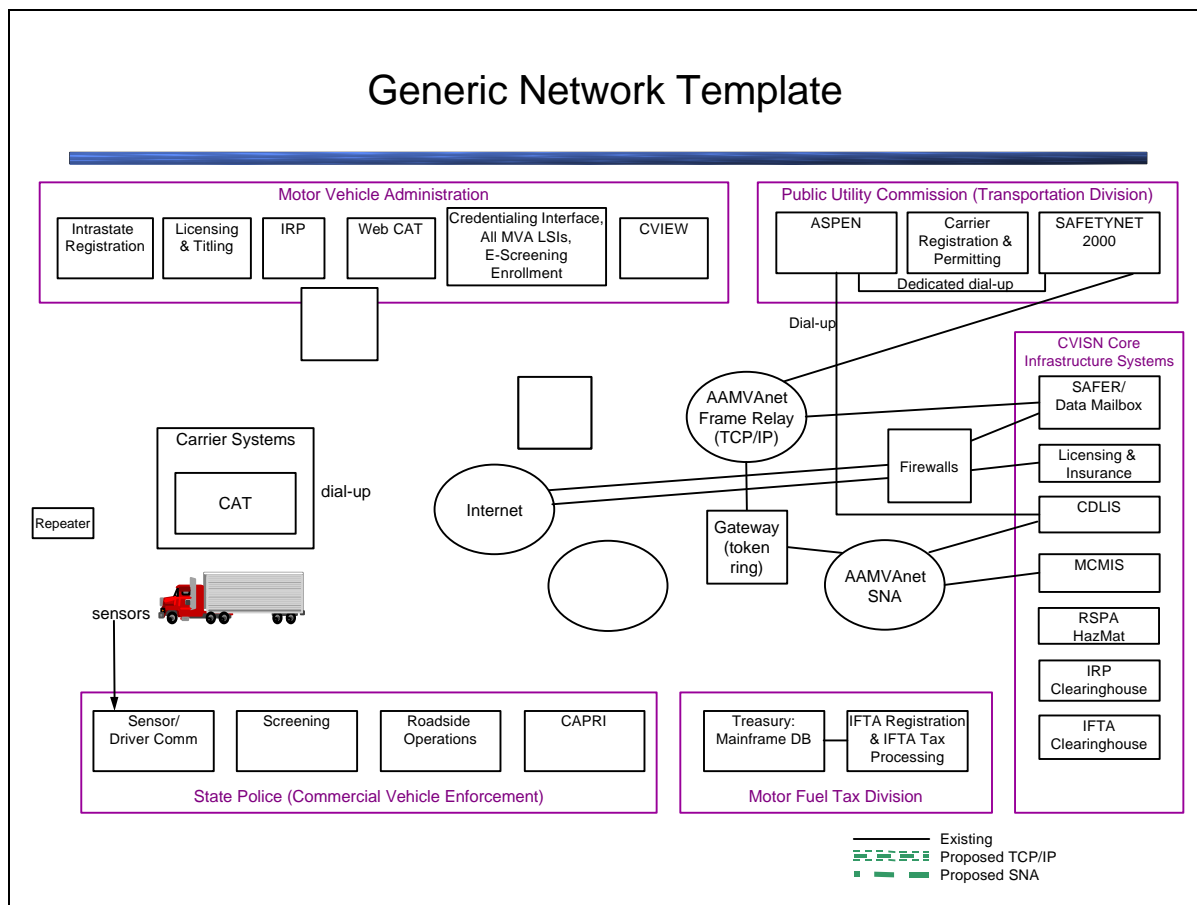 Generic Network Template
Motor Vehicle Administration
Intrastate
Registration
Licensing
& Titling
IRP
Web CAT
Credentialing Interface,
All MVA LSIs,
E-Screening
Enrollment
CVIEW
Public Utility Commission (Transportation Division)
ASPEN
Carrier
Registration &
Permitting
SAFETYNET
2000
Dedicated dial-up
Dial-up
CVISN Core
Infrastructure Systems
SAFER/
Data Mailbox
Licensing &
Insurance
CDLIS
MCMIS
RSPA
HazMat
IRP
Clearinghouse
IFTA
Clearinghouse
AAMVAnet
Frame Relay
(TCP/IP)
Firewalls
Carrier Systems
CAT
dial-up
Internet
Repeater
Gateway
(token
ring)
AAMVAnet
SNA
sensors
Sensor/
Driver Comm
Screening
Roadside
Operations
CAPRI
State Police (Commercial Vehicle Enforcement)
Treasury:
Mainframe DB
IFTA Registration
& IFTA Tax
Processing
Motor Fuel Tax Division
Existing
Proposed TCP/IP
Proposed SNA